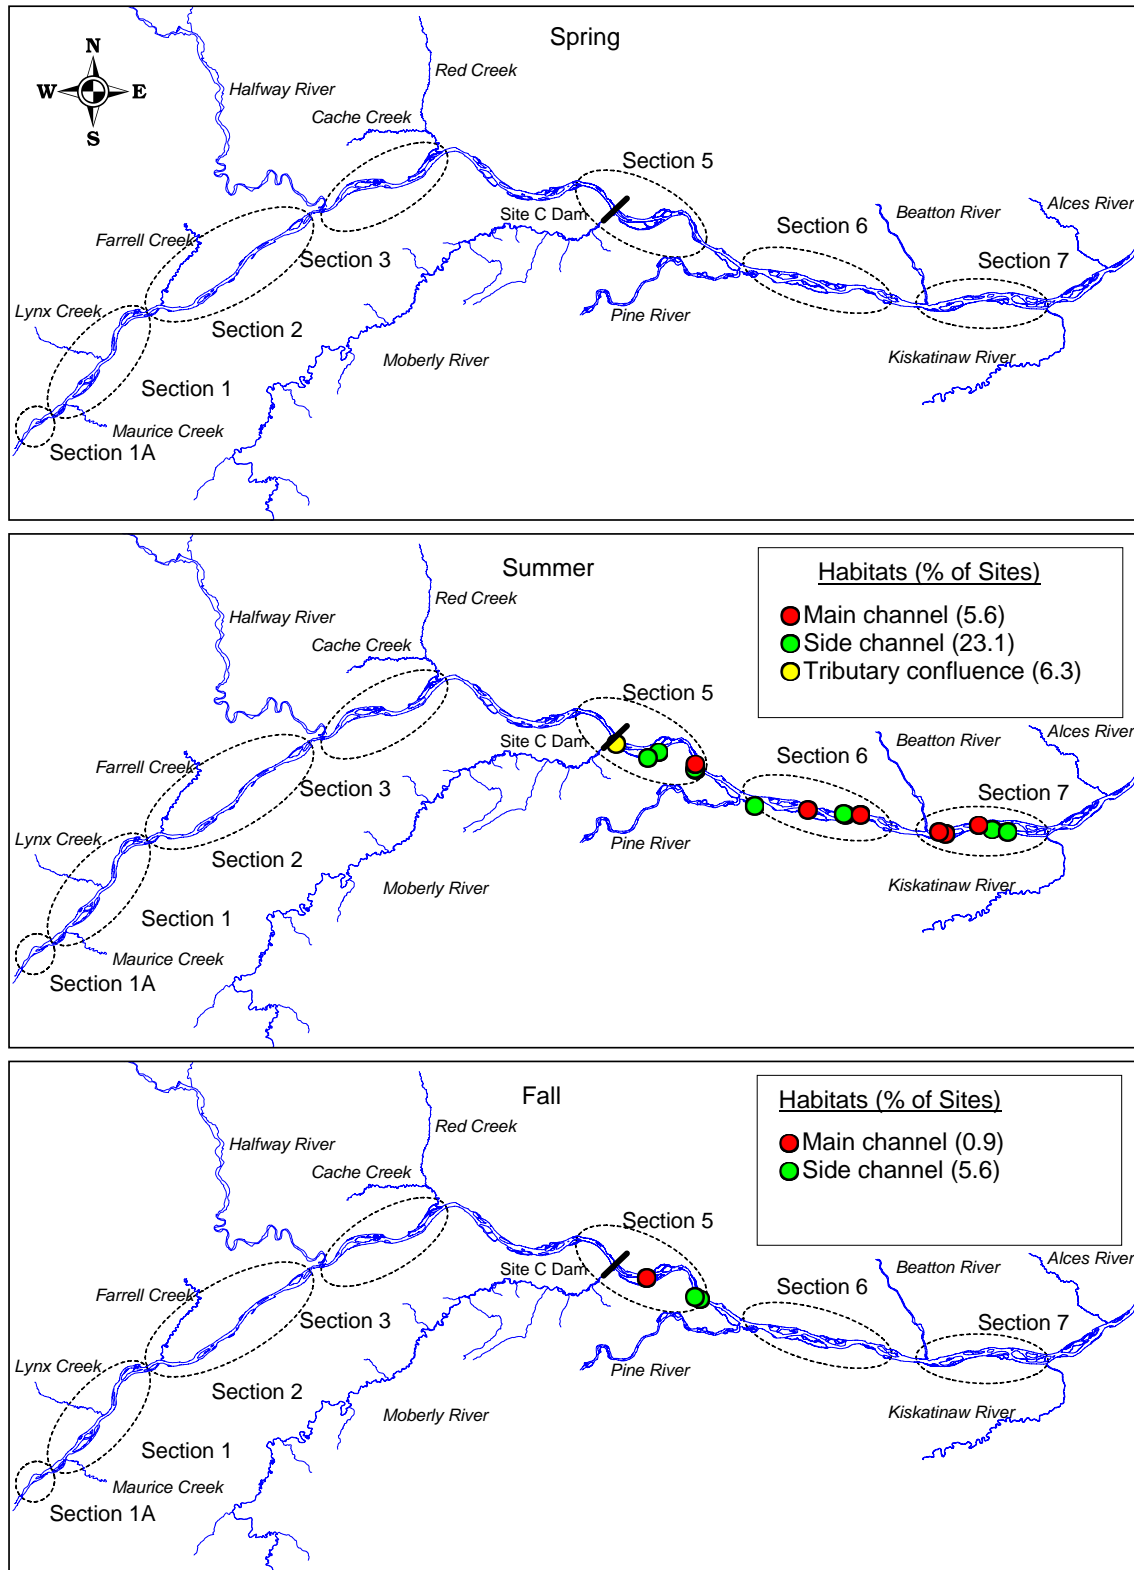 Spring
N
W E
S
Red Creek
Halfway River
Cache Creek
Section 5
Site C Dam
Beatton River
Alces River
Section 6
Farrell Creek
Section 3
Section 7
Lynx Creek
Section 2
Pine River
Moberly River
Kiskatinaw River
Section 1
Maurice Creek
Section 1A
Summer
Habitats (% of Sites)
Main channel (5.6)
Side channel (23.1)
Tributary confluence (6.3)
Red Creek
Halfway River
Cache Creek
Section 5
Site C Dam
Beatton River
Alces River
Section 6
Farrell Creek
Section 3
Section 7
Lynx Creek
Section 2
Pine River
Moberly River
Kiskatinaw River
Section 1
Maurice Creek
Section 1A
Fall
Habitats (% of Sites)
Main channel (0.9)
Side channel (5.6)
Red Creek
Halfway River
Cache Creek
Section 5
Site C Dam
Beatton River
Alces River
Section 6
Farrell Creek
Section 3
Section 7
Lynx Creek
Section 2
Pine River
Moberly River
Kiskatinaw River
Section 1
Maurice Creek
Section 1A